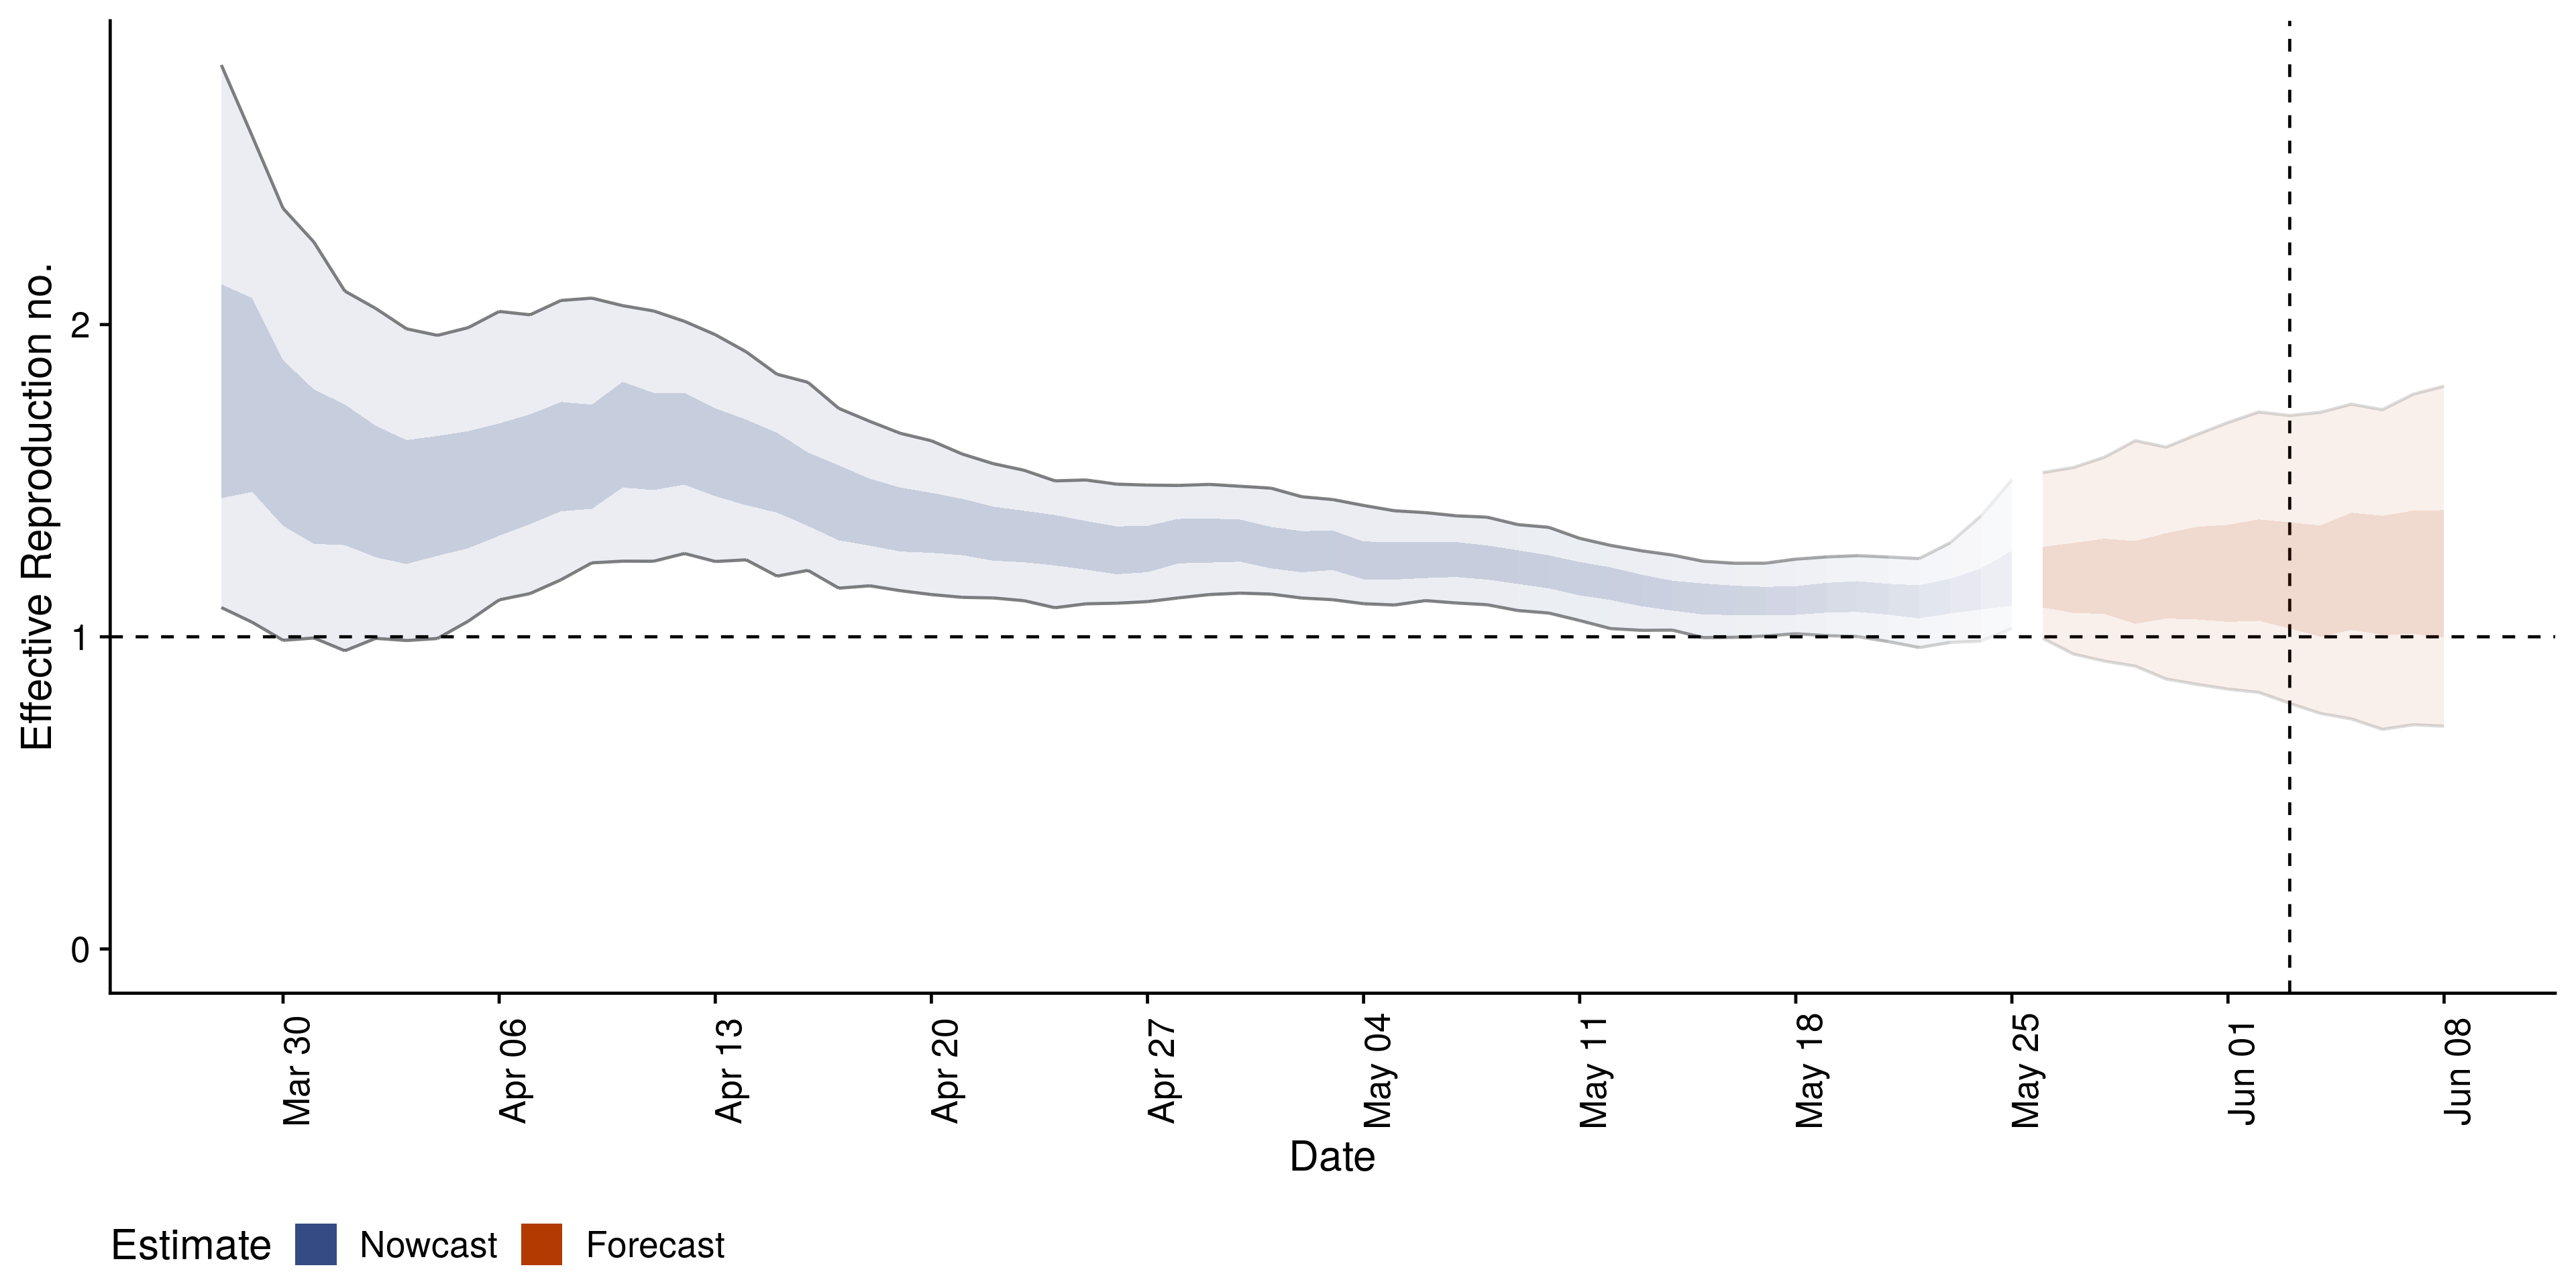 Effective Reproduction no.
2
1
0
Mar 30
Apr 06
Apr 13
Apr 20
Apr 27
May 04
May 11
May 18
May 25
Jun 01
Jun 08
Date
Estimate Nowcast Forecast